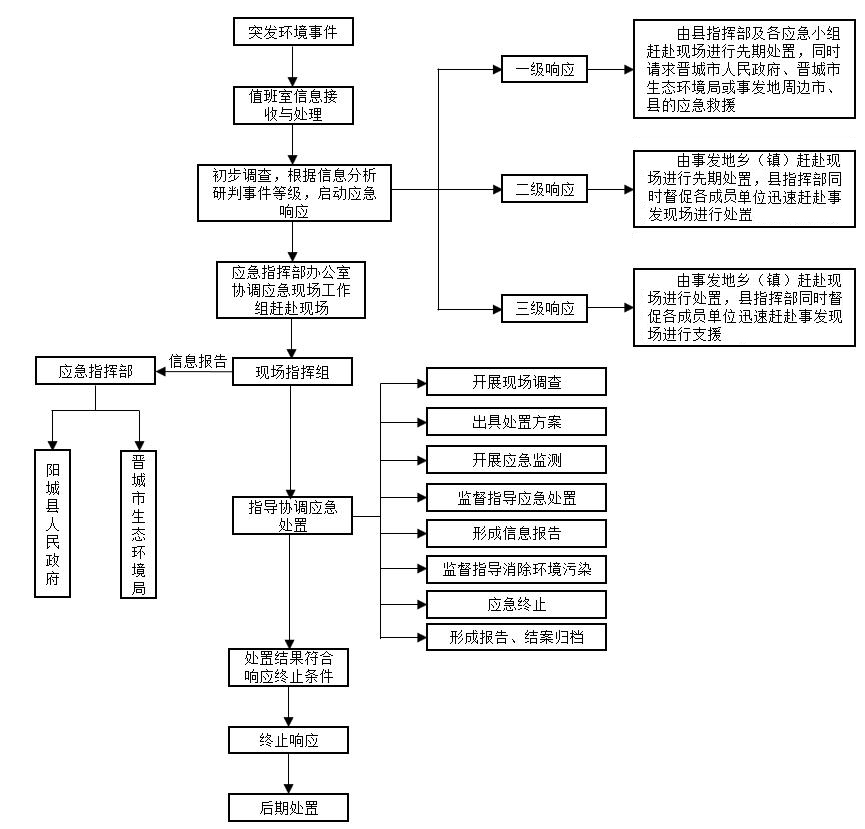 突发环境事件
值班室信息接
收与处理
初步调查，根据信息分析
研判事件等级，启动应急
响应
一级响应
由县指挥部及各应急小组
赶赴现场进行先期处置，同时
请求晋城市人民政府、晋城市
生态环境局或事发地周边市、
县的应急救援
二级响应
由事发地乡（镇）赶赴现
场进行先期处置，县指挥部同
时督促各成员单位迅速赶赴事
发现场进行处置
三级响应
由事发地乡（镇）赶赴现
场进行处置，县指挥部同时督
促各成员单位迅速赶赴事发现
场进行支援
应急指挥部办公室
协调应急现场工作
组赶赴现场
现场指挥组
信息报告
应急指挥部
阳城县人民政府
晋城市生态环境局
指导协调应急
处置
开展现场调查
出具处置方案
开展应急监测
监督指导应急处置
形成信息报告
监督指导消除环境污染
应急终止
形成报告、结案归档
处置结果符合
响应终止条件
终止响应
后期处置